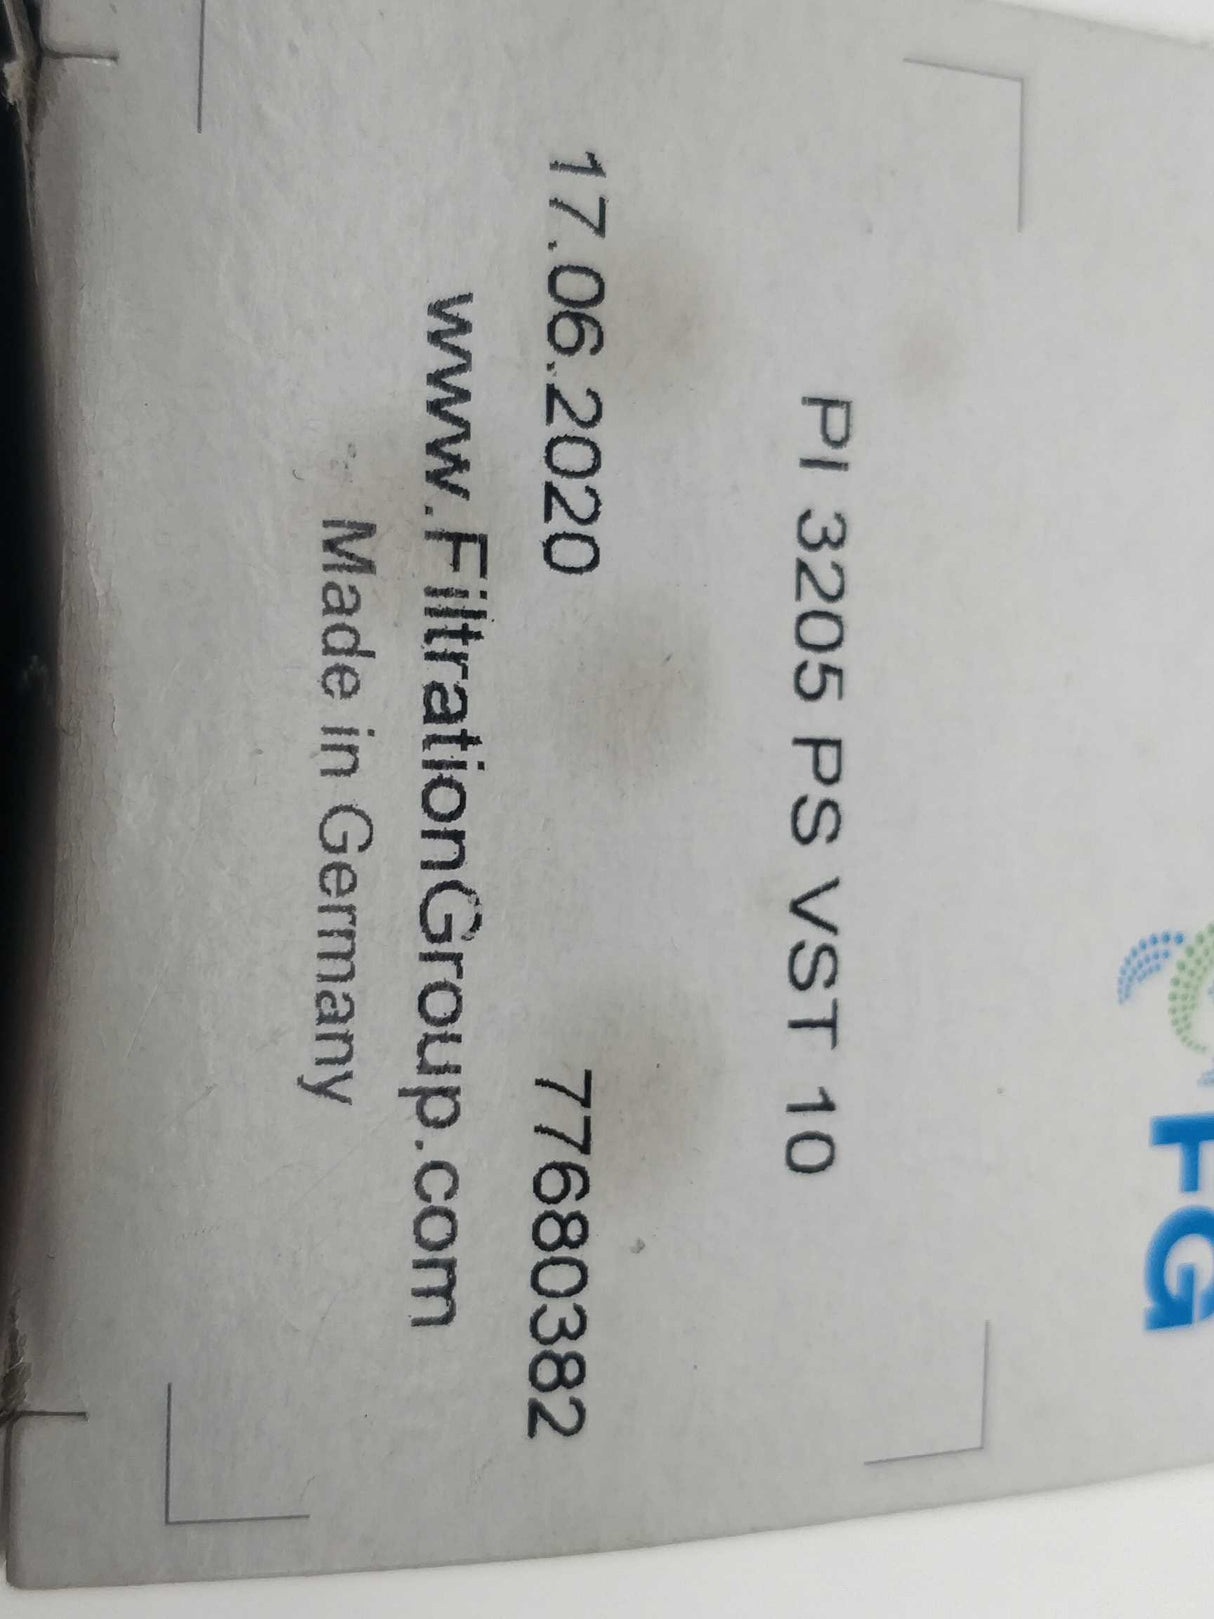 FG
PI 3205 PS VST 10
17.06.2020 77680382
www.FiltrationGroup.com
Made in Germany